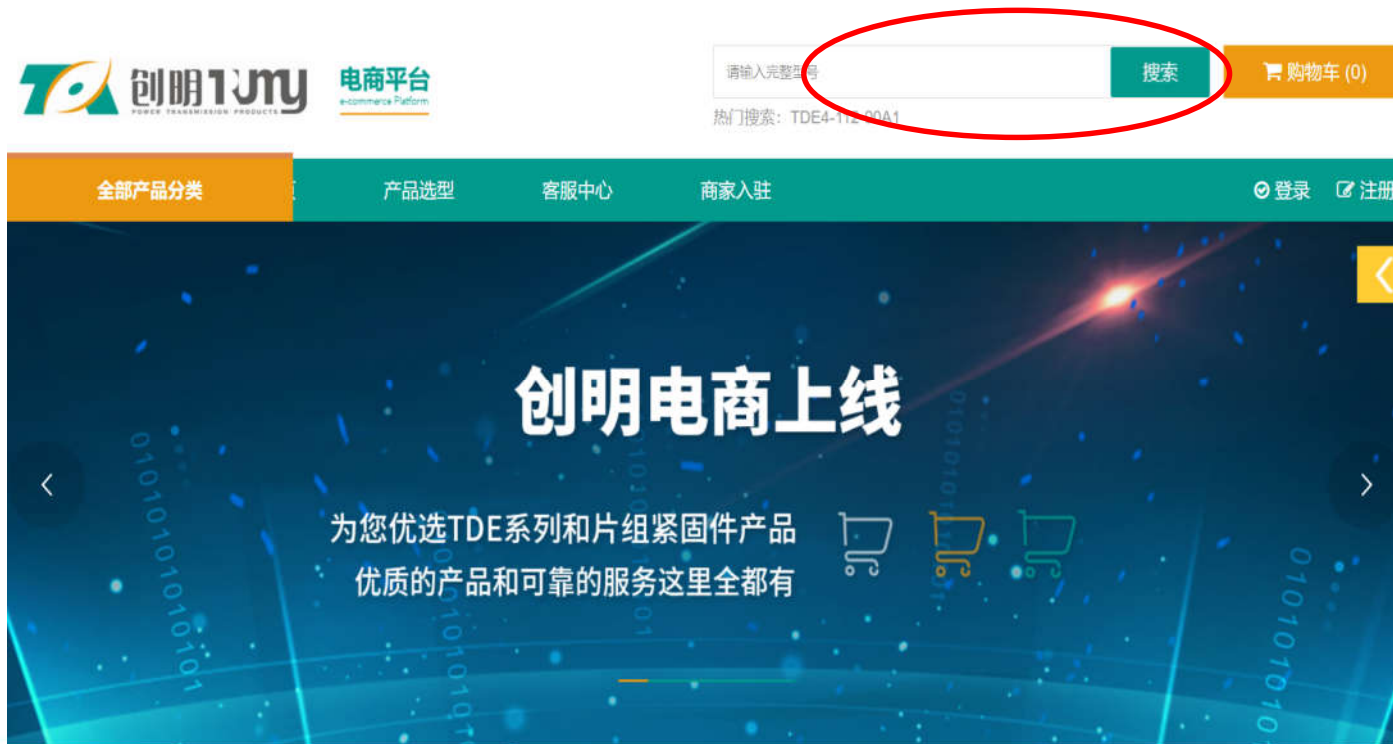 创明
POWER TRANSMISSION PRODUCTS
电商平台
e-commerce Platform
请输入完整型号
搜索
购物车 (0)
热门搜索：TDE4-112-00A1
全部产品分类
产品选型
客服中心
商家入驻
登录
注册
创明电商上线
为您优选TDE系列和片组紧固件产品
优质的产品和可靠的服务这里全都有